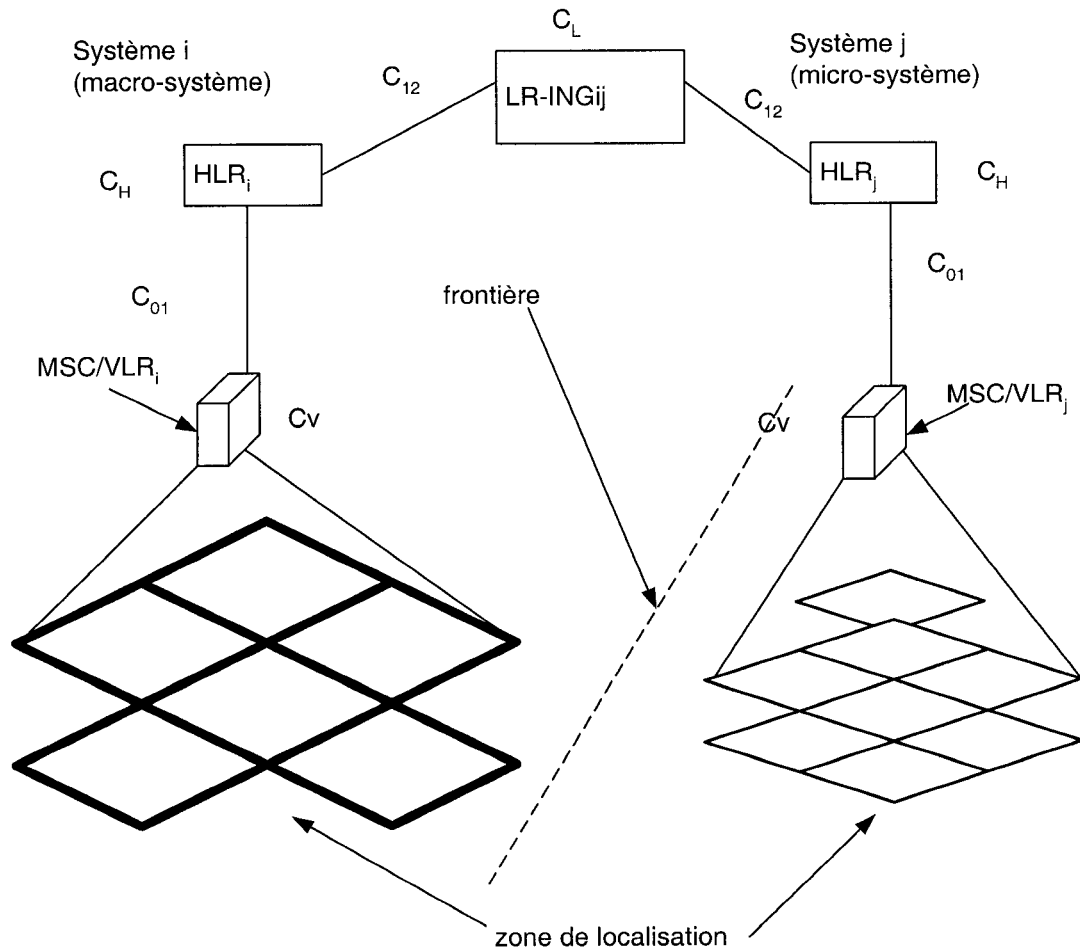 C_L
Système i
(macro-système)
Système j
(micro-système)
C_12
LR-INGij
C_12
HLR_i
C_H
HLR_j
C_H
C_01
C_01
frontière
MSC/VLR_i
Cv
Cv
MSC/VLR_j
zone de localisation